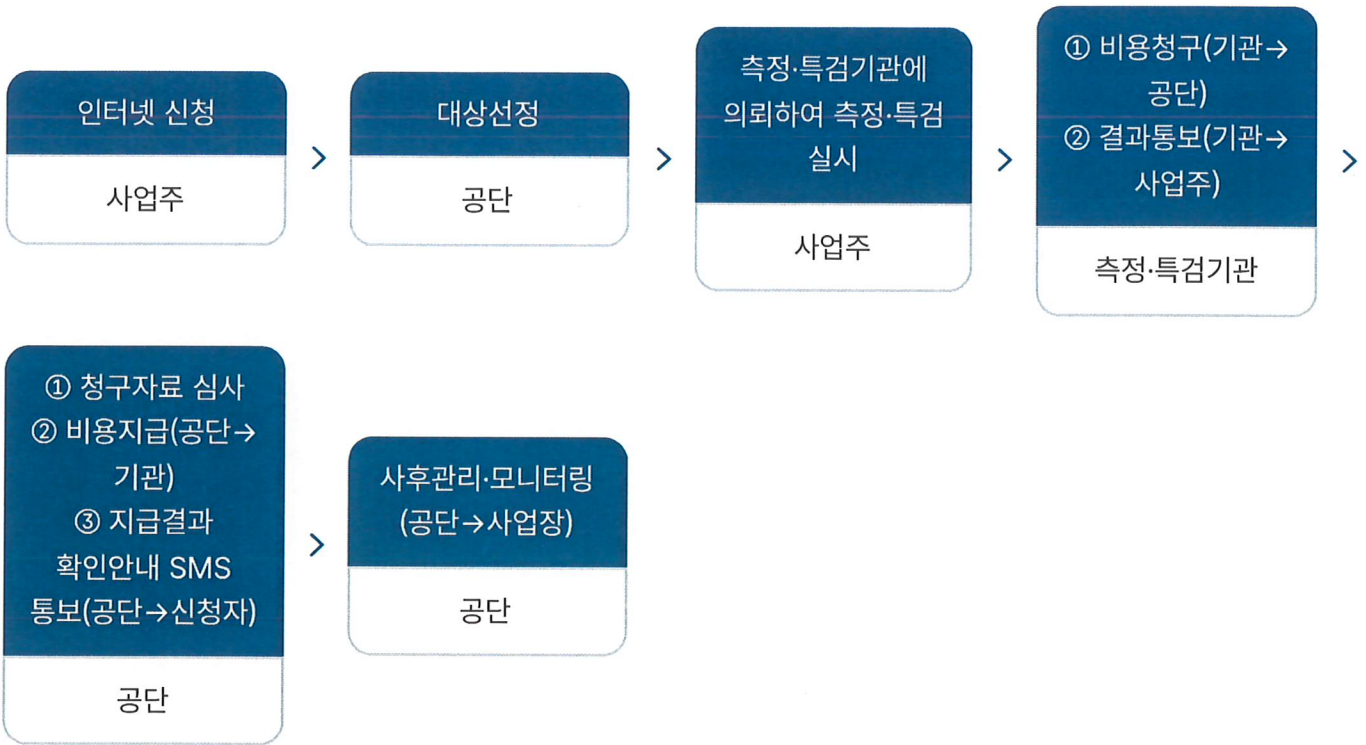 인터넷 신청
사업주
>
대상선정
공단
>
측정·특검기관에
의뢰하여 측정·특검
실시
사업주
>
① 비용청구(기관→
공단)
② 결과통보(기관→
사업주)
측정·특검기관
>
① 청구자료 심사
② 비용지급(공단→
기관)
③ 지급결과
확인안내 SMS
통보(공단→신청자)
공단
>
사후관리·모니터링
(공단→사업장)
공단